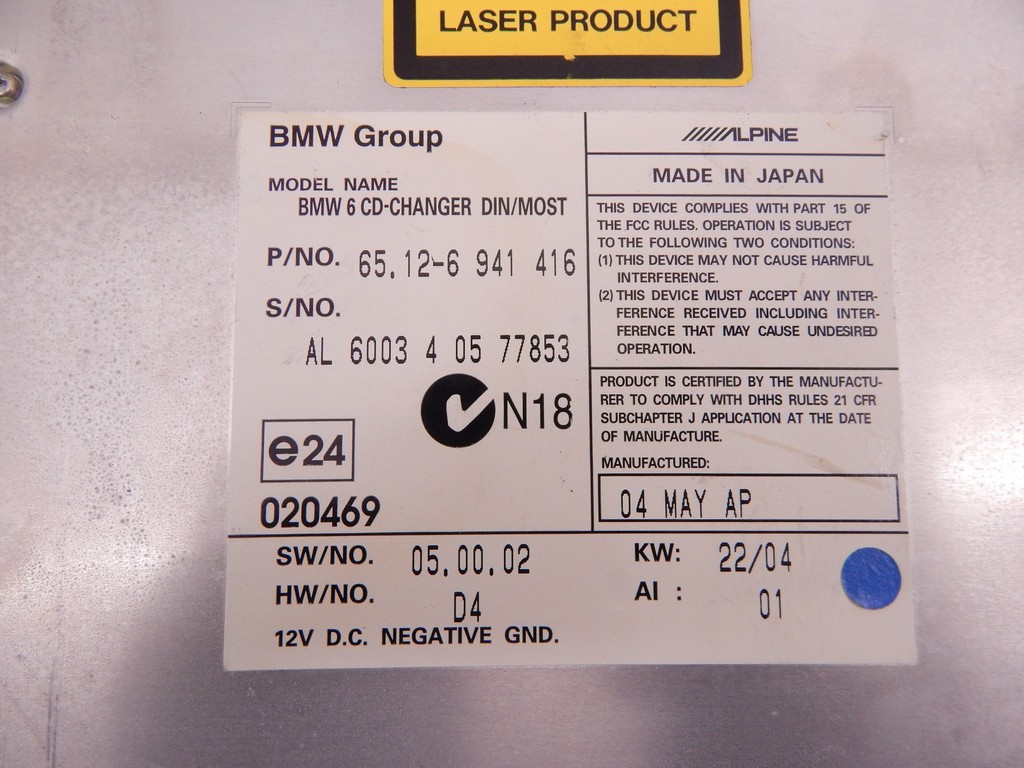 LASER PRODUCT
BMW Group
MODEL NAME
BMW 6 CD-CHANGER DIN/MOST
P/NO. 65.12-6 941 416
S/NO.
AL 6003 4 05 77853
N18
e24
020469
ALPINE
MADE IN JAPAN
THIS DEVICE COMPLIES WITH PART 15 OF
THE FCC RULES. OPERATION IS SUBJECT
TO THE FOLLOWING TWO CONDITIONS:
(1) THIS DEVICE MAY NOT CAUSE HARMFUL
INTERFERENCE.
(2) THIS DEVICE MUST ACCEPT ANY INTER-
FERENCE RECEIVED INCLUDING INTER-
FERENCE THAT MAY CAUSE UNDESIRED
OPERATION.
PRODUCT IS CERTIFIED BY THE MANUFACTU-
RER TO COMPLY WITH DHHS RULES 21 CFR
SUBCHAPTER J APPLICATION AT THE DATE
OF MANUFACTURE.
MANUFACTURED:
04 MAY AP
SW/NO. 05.00.02 KW: 22/04
HW/NO. D4 AI : 01
12V D.C. NEGATIVE GND.